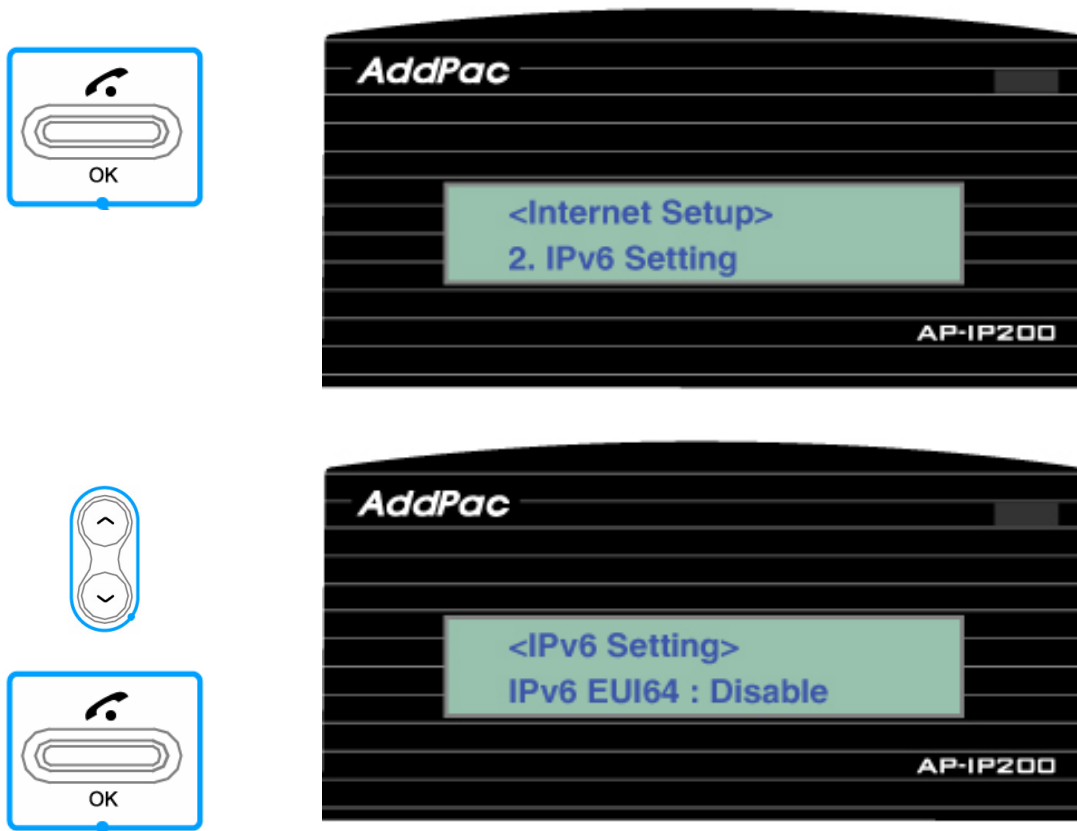 OK
AddPac
<Internet Setup>
2. IPv6 Setting
AP-IP200
AddPac
<IPv6 Setting>
IPv6 EUI64 : Disable
AP-IP200
OK